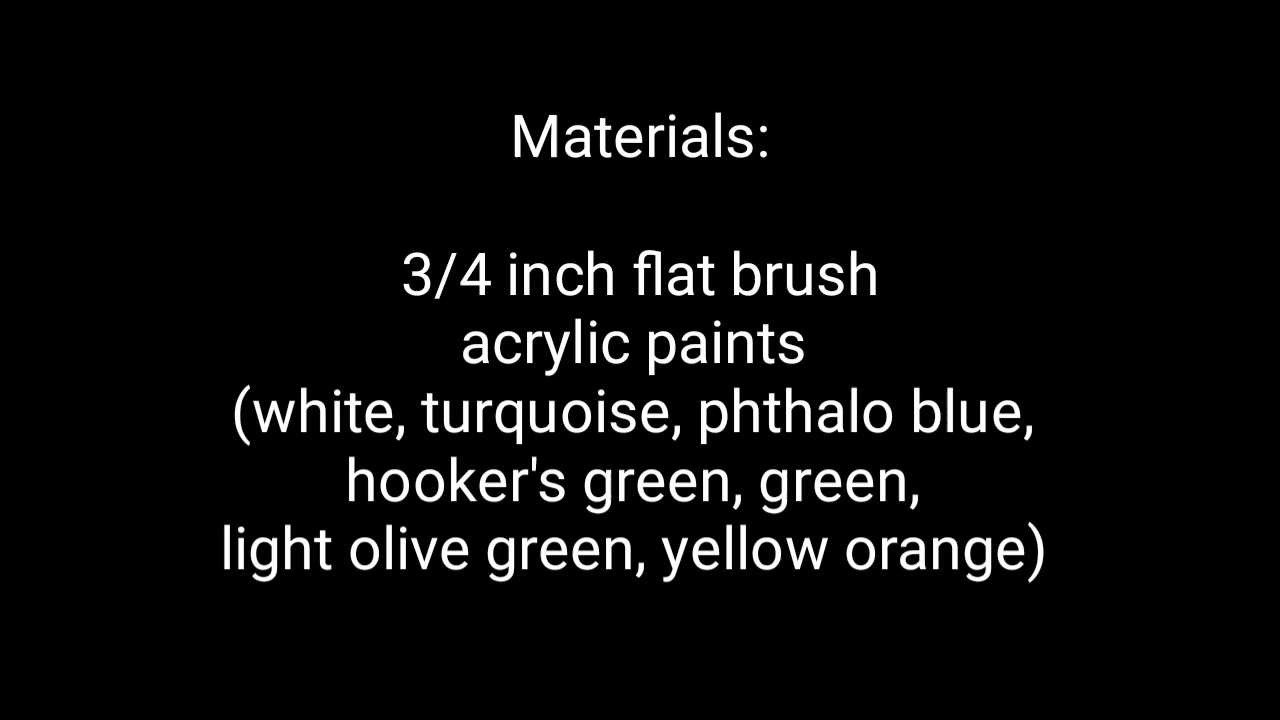 Materials:
3/4 inch flat brush
acrylic paints
(white, turquoise, phthalo blue,
hooker's green, green,
light olive green, yellow orange)